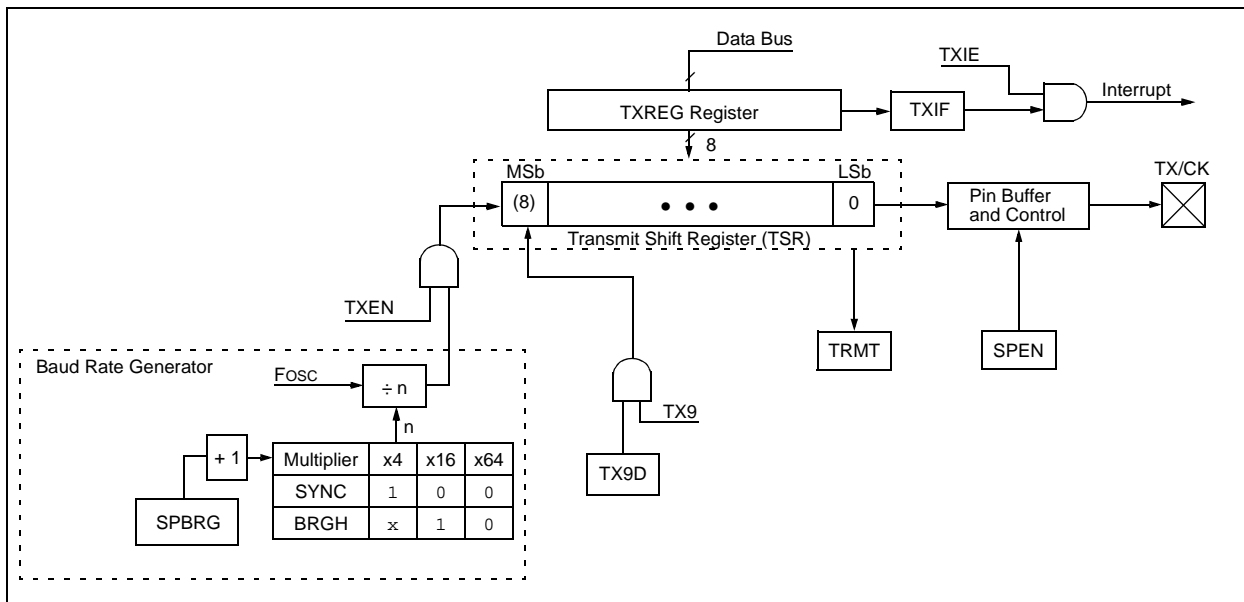 Data Bus
TXIE
Interrupt
TXREG Register
TXIF
8
MSb
LSb
TX/CK
(8)
• • •
0
Pin Buffer
and Control
Transmit Shift Register (TSR)
TXEN
TRMT
SPEN
Baud Rate Generator
FOSC
÷ n
TX9
n
+ 1
Multiplier x4 x16 x64
TX9D
SYNC 1 0 0
SPBRG
BRGH x 1 0